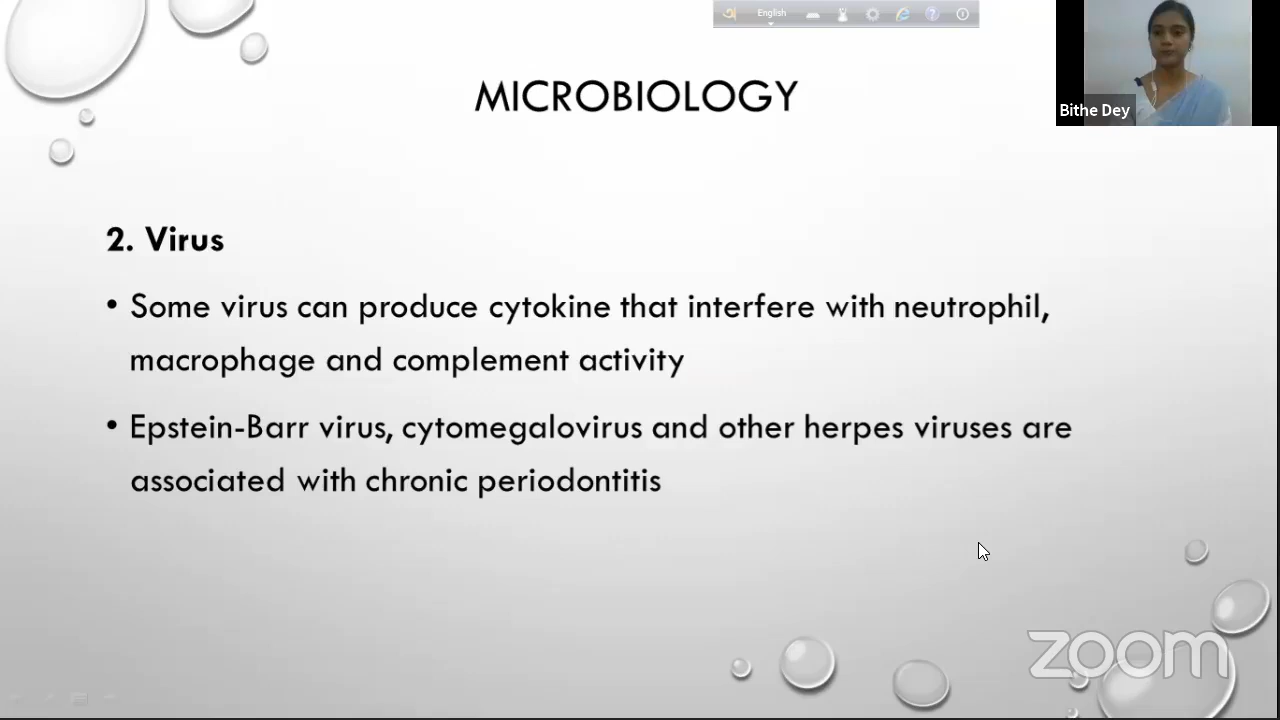 English
MICROBIOLOGY
Bithe Dey
2. Virus
• Some virus can produce cytokine that interfere with neutrophil,
macrophage and complement activity
• Epstein-Barr virus, cytomegalovirus and other herpes viruses are
associated with chronic periodontitis
zoom